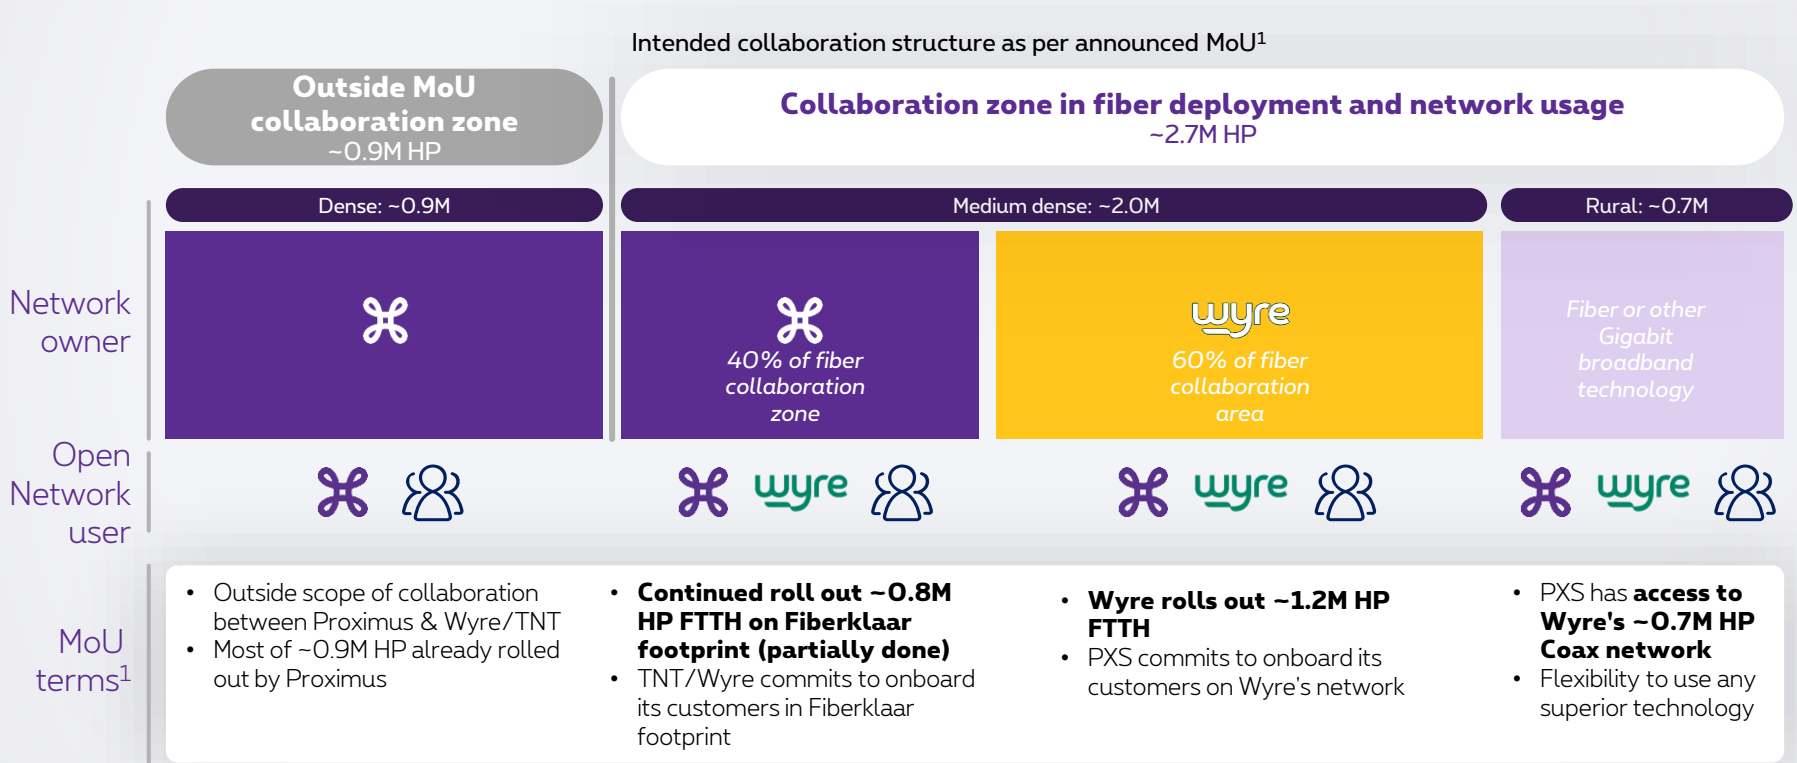 Intended collaboration structure as per announced MoU¹
Outside MoU
collaboration zone
~0.9M HP
Collaboration zone in fiber deployment and network usage
~2.7M HP
Dense: ~0.9M
Medium dense: ~2.0M
Rural: ~0.7M
Network
owner
40% of fiber
collaboration
zone
wyre
60% of fiber
collaboration
area
Fiber or other
Gigabit
broadband
technology
Open
Network
user
wyre
wyre
wyre
MoU
terms¹
• Outside scope of collaboration
between Proximus & Wyre/TNT
• Most of ~0.9M HP already rolled
out by Proximus
• Continued roll out ~0.8M
HP FTTH on Fiberklaar
footprint (partially done)
• TNT/Wyre commits to onboard
its customers in Fiberklaar
footprint
• Wyre rolls out ~1.2M HP
FTTH
• PXS commits to onboard its
customers on Wyre's network
• PXS has access to
Wyre's ~0.7M HP
Coax network
• Flexibility to use any
superior technology